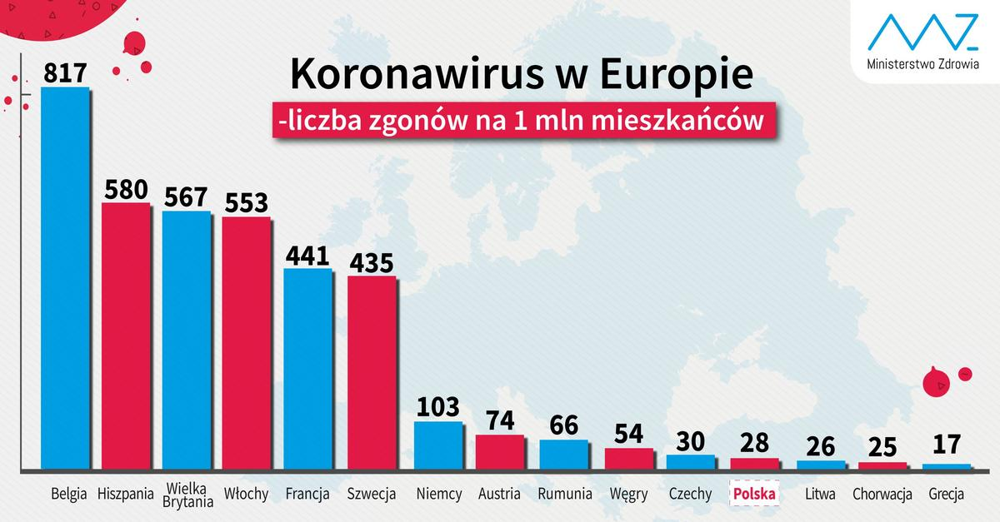 Ministerstwo Zdrowia
Koronawirus w Europie
-liczba zgonów na 1 mln mieszkańców
817
580
567
553
441
435
103
74
66
54
30
28
26
25
17
Belgia
Hiszpania
Wielka
Brytania
Włochy
Francja
Szwecja
Niemcy
Austria
Rumunia
Węgry
Czechy
Polska
Litwa
Chorwacja
Grecja